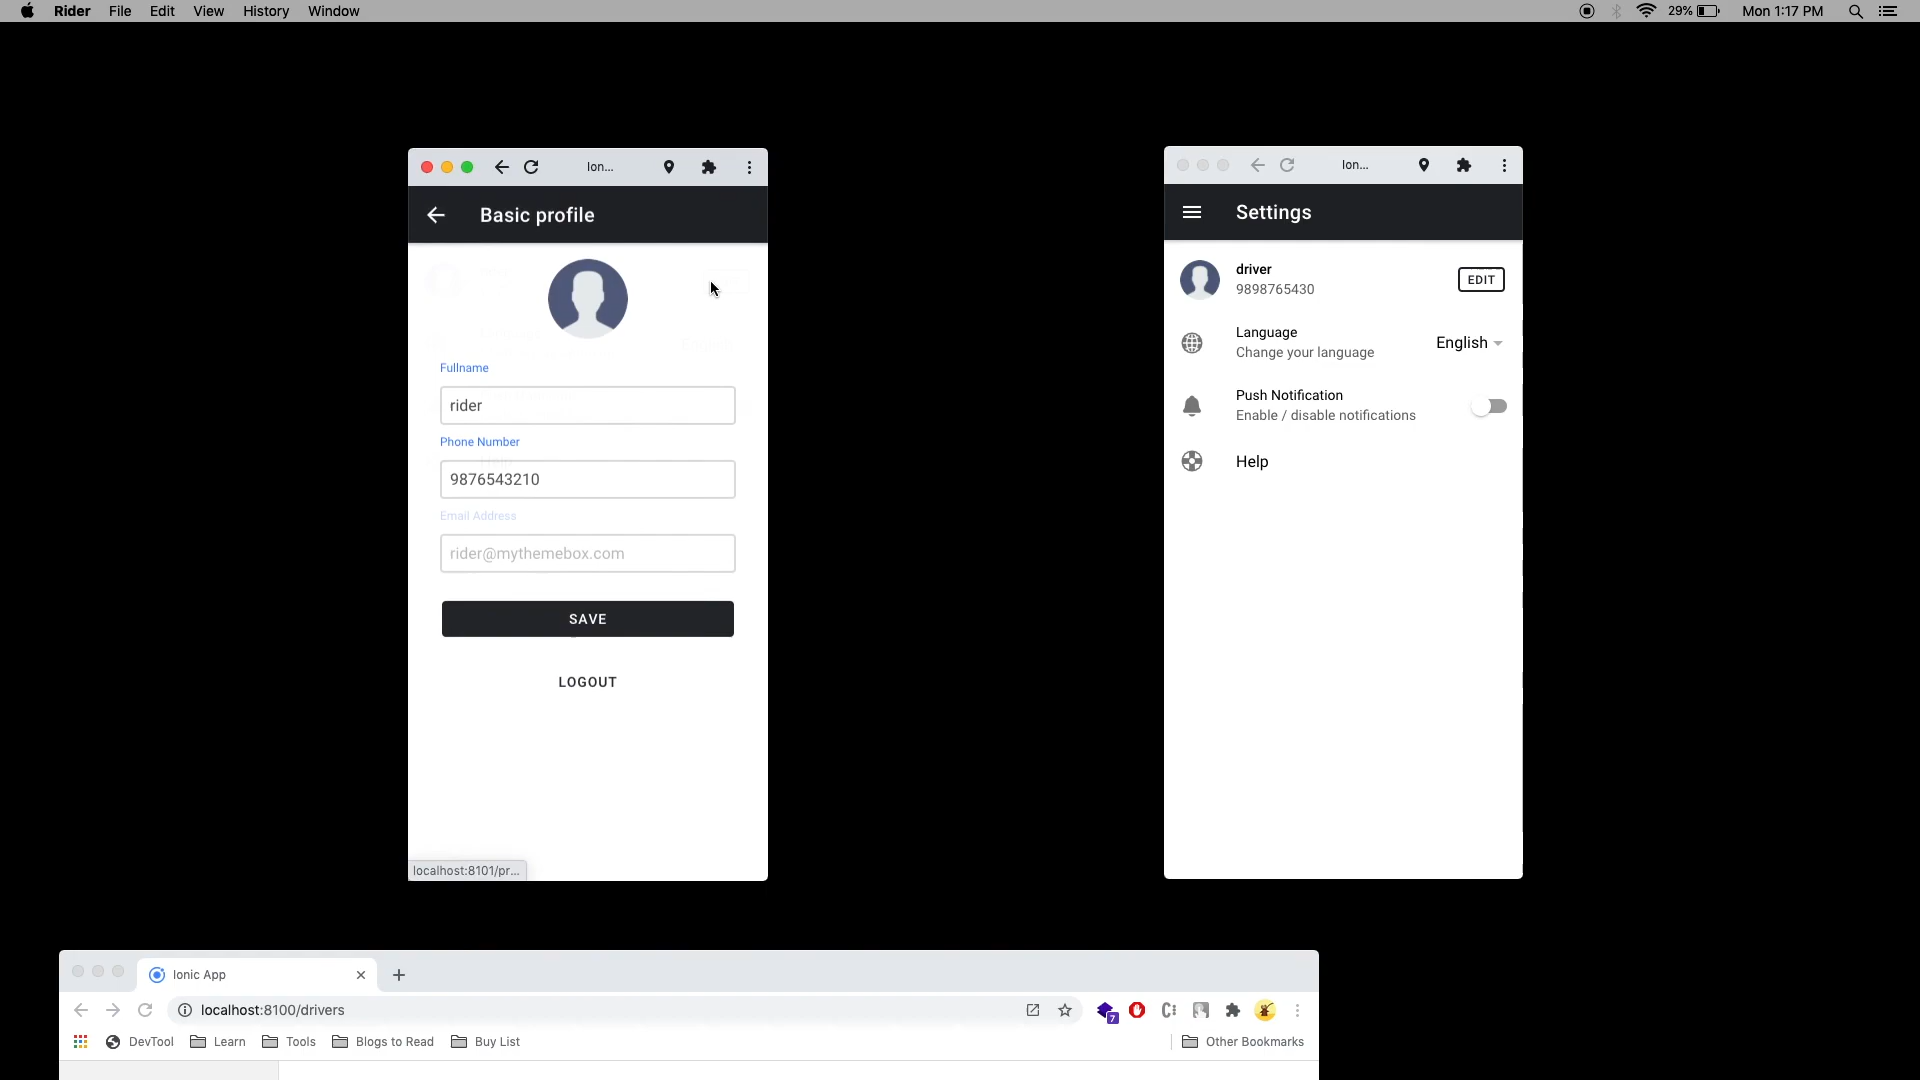 Rider File Edit View History Window
29% Mon 1:17 PM
Ion...
Basic profile
Fullname
rider
Phone Number
9876543210
Email Address
rider@mythemebox.com
SAVE
LOGOUT
localhost:8101/pr...
Ion...
Settings
driver
9898765430
EDIT
Language
Change your language
English
Push Notification
Enable / disable notifications
Help
Ionic App
localhost:8100/drivers
7
DevTool Learn Tools Blogs to Read Buy List Other Bookmarks